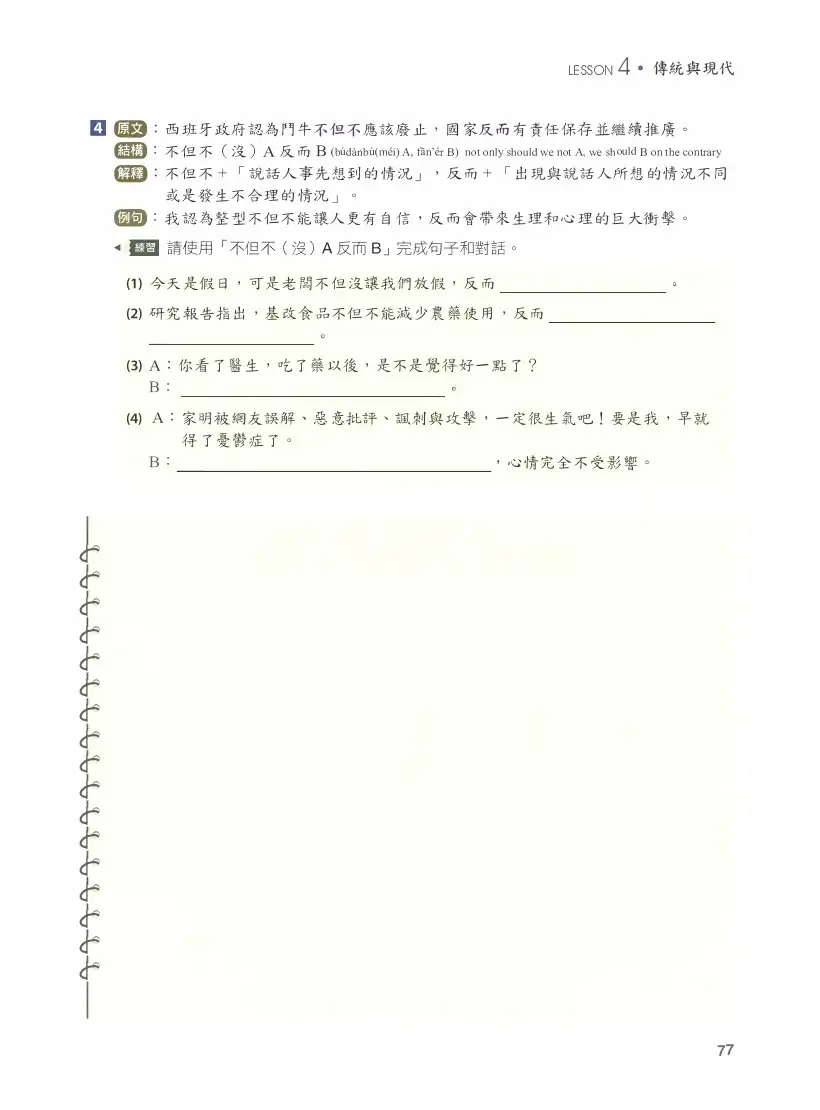 LESSON 4 • 傳統與現代
4 原文：西班牙政府認為鬥牛不但不應該廢止，國家反而有責任保存並繼續推廣。
結構：不但不（沒）A 反而 B (búdànbù(méi) A, fǎn'ér B) not only should we not A, we should B on the contrary
解釋：不但不+「說話人事先想到的情況」，反而+「出現與說話人所想的情況不同
或是發生不合理的情況」。
例句：我認為整型不但不能讓人更有自信，反而會帶來生理和心理的巨大衝擊。
◀ 練習 請使用「不但不（沒）A 反而 B」完成句子和對話。
(1) 今天是假日，可是老闆不但沒讓我們放假，反而 ____________________。
(2) 研究報告指出，基改食品不但不能減少農藥使用，反而 ____________________
____________________。
(3) A：你看了醫生，吃了藥以後，是不是覺得好一點了？
B：______________________________。
(4) A：家明被網友誤解、惡意批評、諷刺與攻擊，一定很生氣吧！要是我，早就
得了憂鬱症了。
B：____________________________________，心情完全不受影響。
77